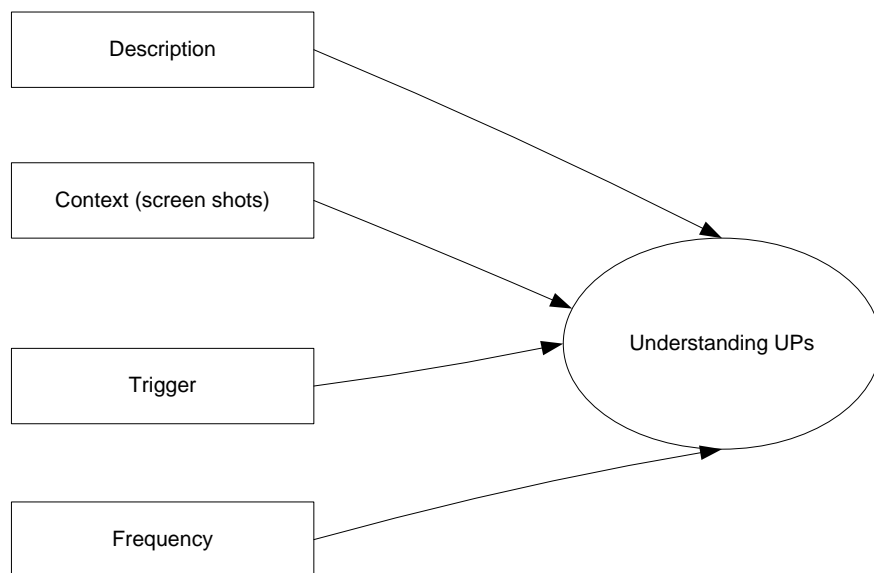 Description
Context (screen shots)
Understanding UPs
Trigger
Frequency